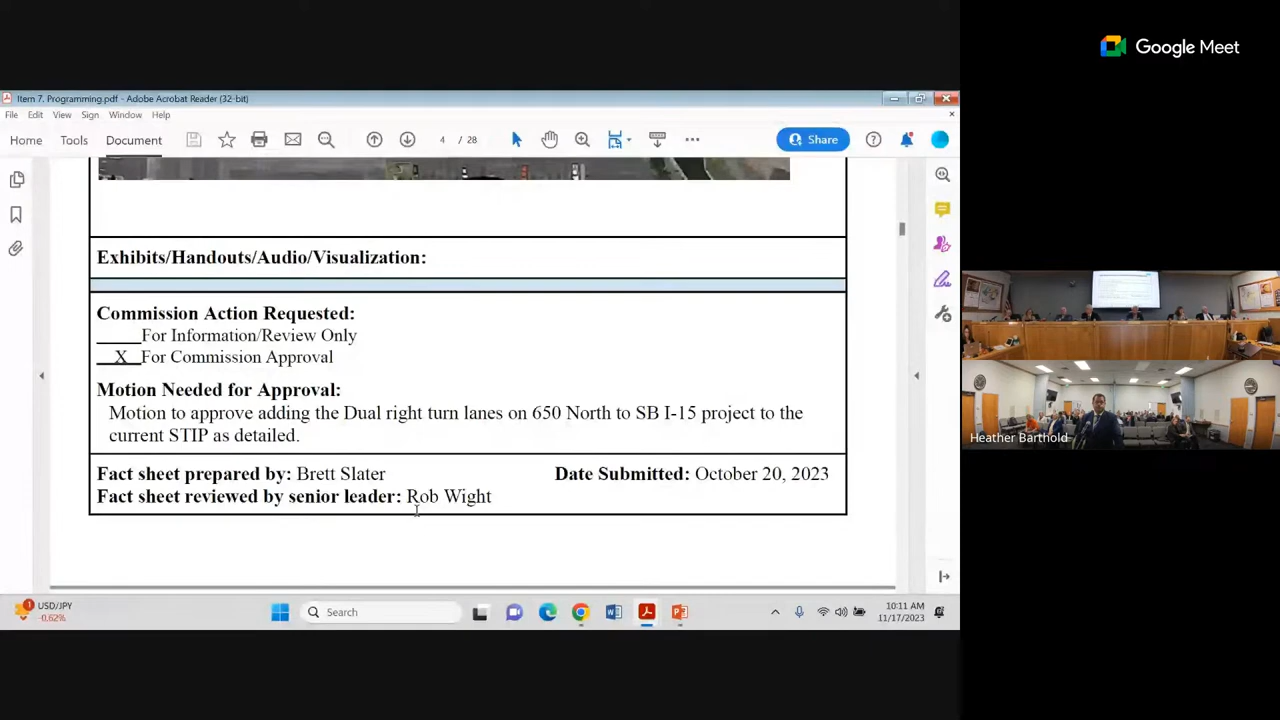 Google Meet
Item 7. Programming.pdf - Adobe Acrobat Reader (32-bit)
File Edit View Sign Window Help
Home Tools Document 4 / 28 Share
Exhibits/Handouts/Audio/Visualization:
Commission Action Requested:
_____For Information/Review Only
__X__For Commission Approval
Motion Needed for Approval:
Motion to approve adding the Dual right turn lanes on 650 North to SB I-15 project to the
current STIP as detailed.
Fact sheet prepared by: Brett Slater Date Submitted: October 20, 2023
Fact sheet reviewed by senior leader: Rob Wight
Heather Barthold
1 USD/JPY
-0.62%
Search
10:11 AM
11/17/2023